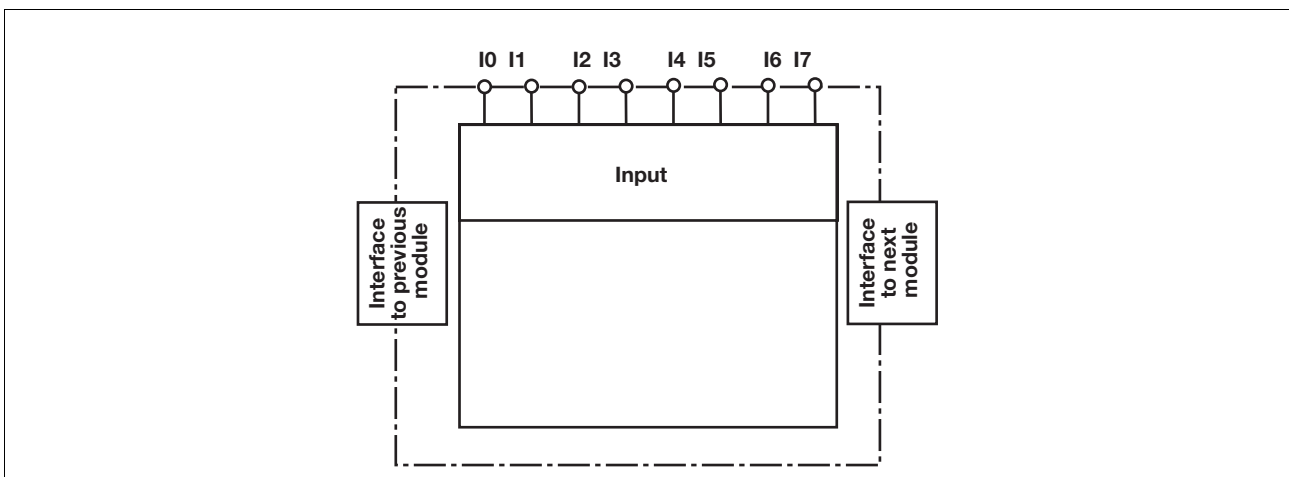 I0 I1 I2 I3 I4 I5 I6 I7
Input
Interface
to previous
module
Interface
to next
module